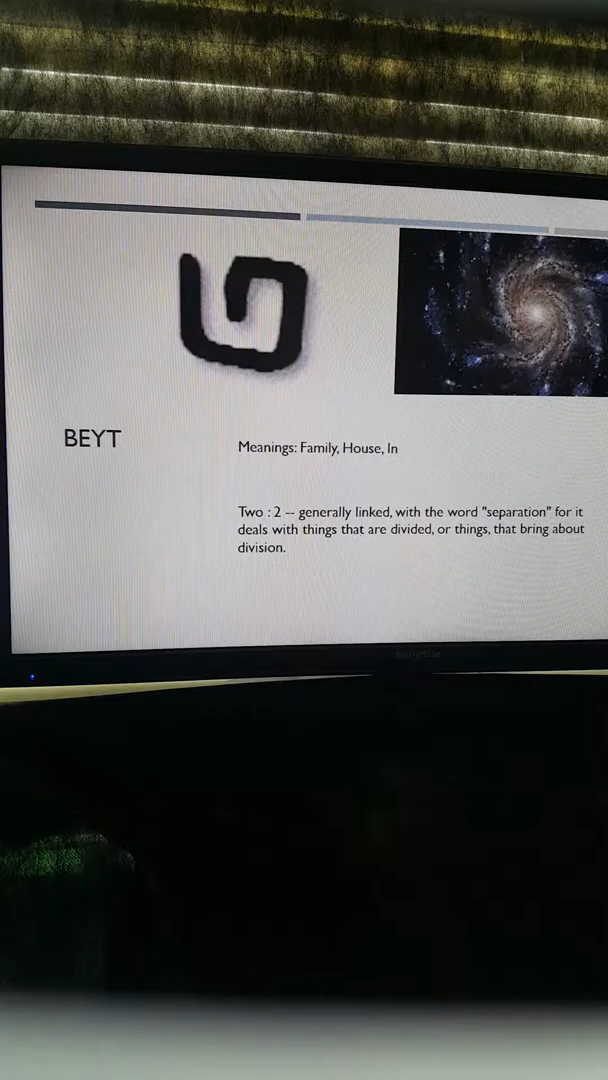 BEYT
Meanings: Family, House, In
Two : 2 -- generally linked, with the word "separation" for it
deals with things that are divided, or things, that bring about
division.